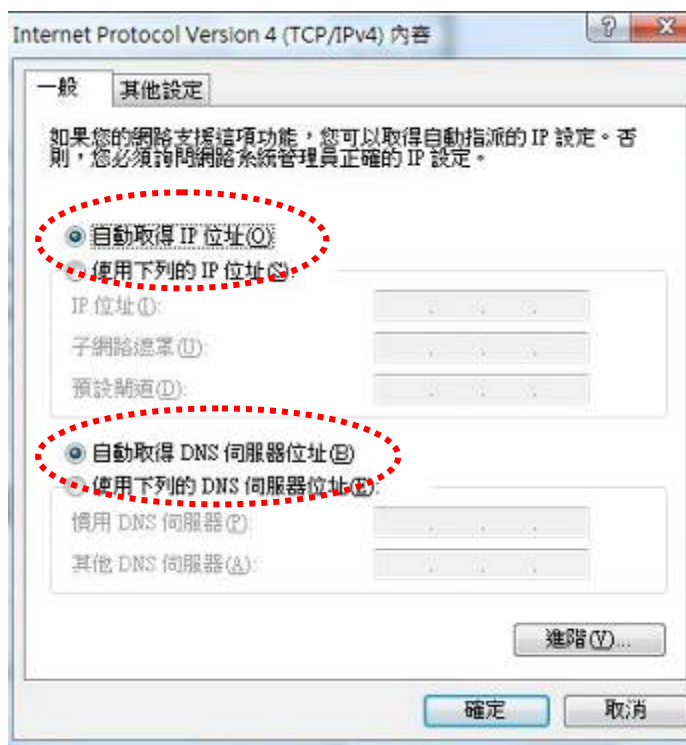 Internet Protocol Version 4 (TCP/IPv4) 內容
一般 其他設定
如果您的網路支援這項功能，您可以取得自動指派的 IP 設定。否
則，您必須詢問網路系統管理員正確的 IP 設定。
自動取得 IP 位址(O)
使用下列的 IP 位址(S):
IP 位址(I):
子網路遮罩(U):
預設閘道(D):
自動取得 DNS 伺服器位址(B)
使用下列的 DNS 伺服器位址(E):
慣用 DNS 伺服器(P):
其他 DNS 伺服器(A):
進階(V)...
確定 取消